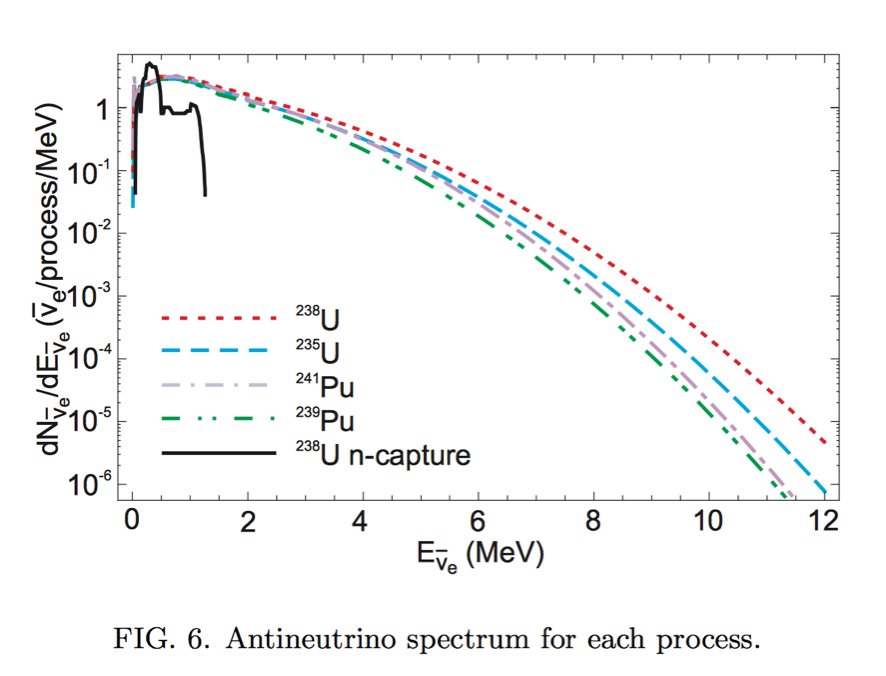 dN_ν̅e/dE_ν̅e (ν̅e/process/MeV)
1
10^-1
10^-2
10^-3
10^-4
10^-5
10^-6
^238U
^235U
^241Pu
^239Pu
^238U n-capture
0 2 4 6 8 10 12
E_ν̅e (MeV)
FIG. 6. Antineutrino spectrum for each process.